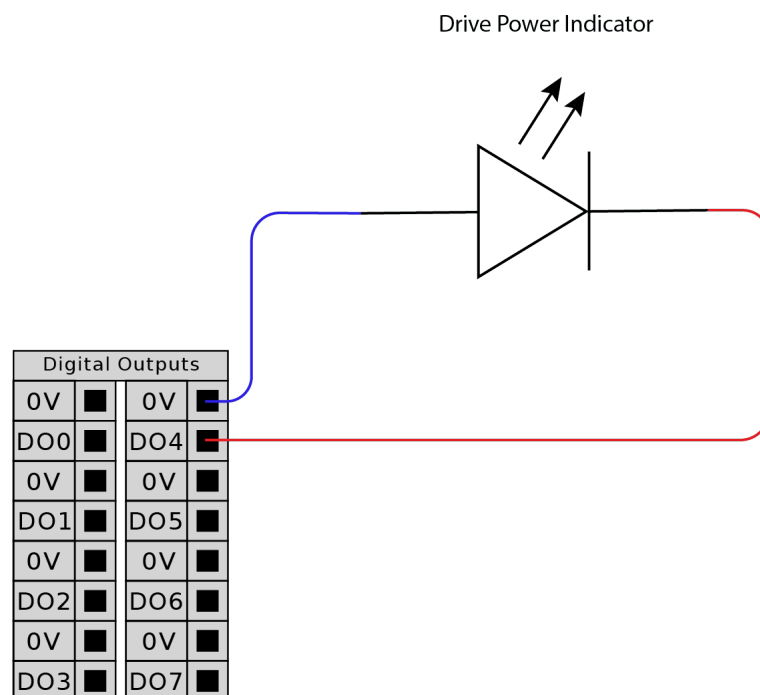 Drive Power Indicator
Digital Outputs
0V 0V
DO0 DO4
0V 0V
DO1 DO5
0V 0V
DO2 DO6
0V 0V
DO3 DO7